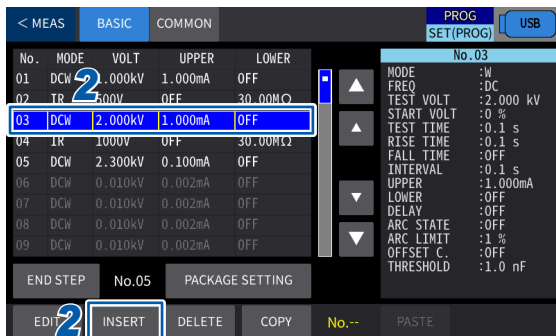 < MEAS BASIC COMMON PROG SET(PROG) USB
No. MODE VOLT UPPER LOWER
01 DCW 1.000kV 1.000mA OFF
02 IR 500V OFF 30.00MΩ
03 DCW 2.000kV 1.000mA OFF
04 IR 1000V OFF 30.00MΩ
05 DCW 2.300kV 0.100mA OFF
06 DCW 0.010kV 0.002mA OFF
07 DCW 0.010kV 0.002mA OFF
08 DCW 0.010kV 0.002mA OFF
09 DCW 0.010kV 0.002mA OFF
2
No.03
MODE :W
FREQ :DC
TEST VOLT :2.000 kV
START VOLT :0 %
TEST TIME :0.1 s
RISE TIME :0.1 s
FALL TIME :OFF
INTERVAL :0.1 s
UPPER :1.000mA
LOWER :OFF
DELAY :OFF
ARC STATE :OFF
ARC LIMIT :1 %
OFFSET C. :OFF
THRESHOLD :1.0 nF
END STEP No.05 PACKAGE SETTING
EDIT 2 INSERT DELETE COPY No.-- PASTE